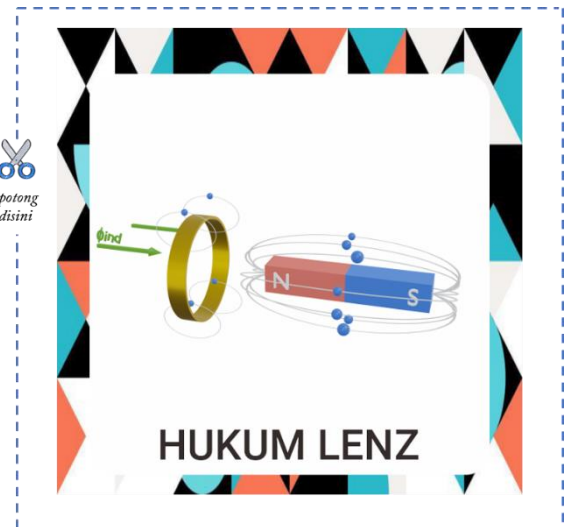 potong
disini
ϕind
N
S
HUKUM LENZ